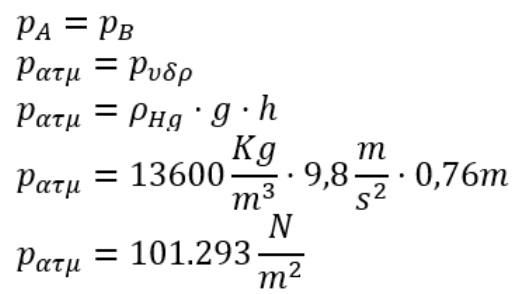 p_A = p_B
p_ατμ = p_υδρ
p_ατμ = ρ_Hg · g · h
p_ατμ = 13600 Kg/m³ · 9,8 m/s² · 0,76m
p_ατμ = 101.293 N/m²